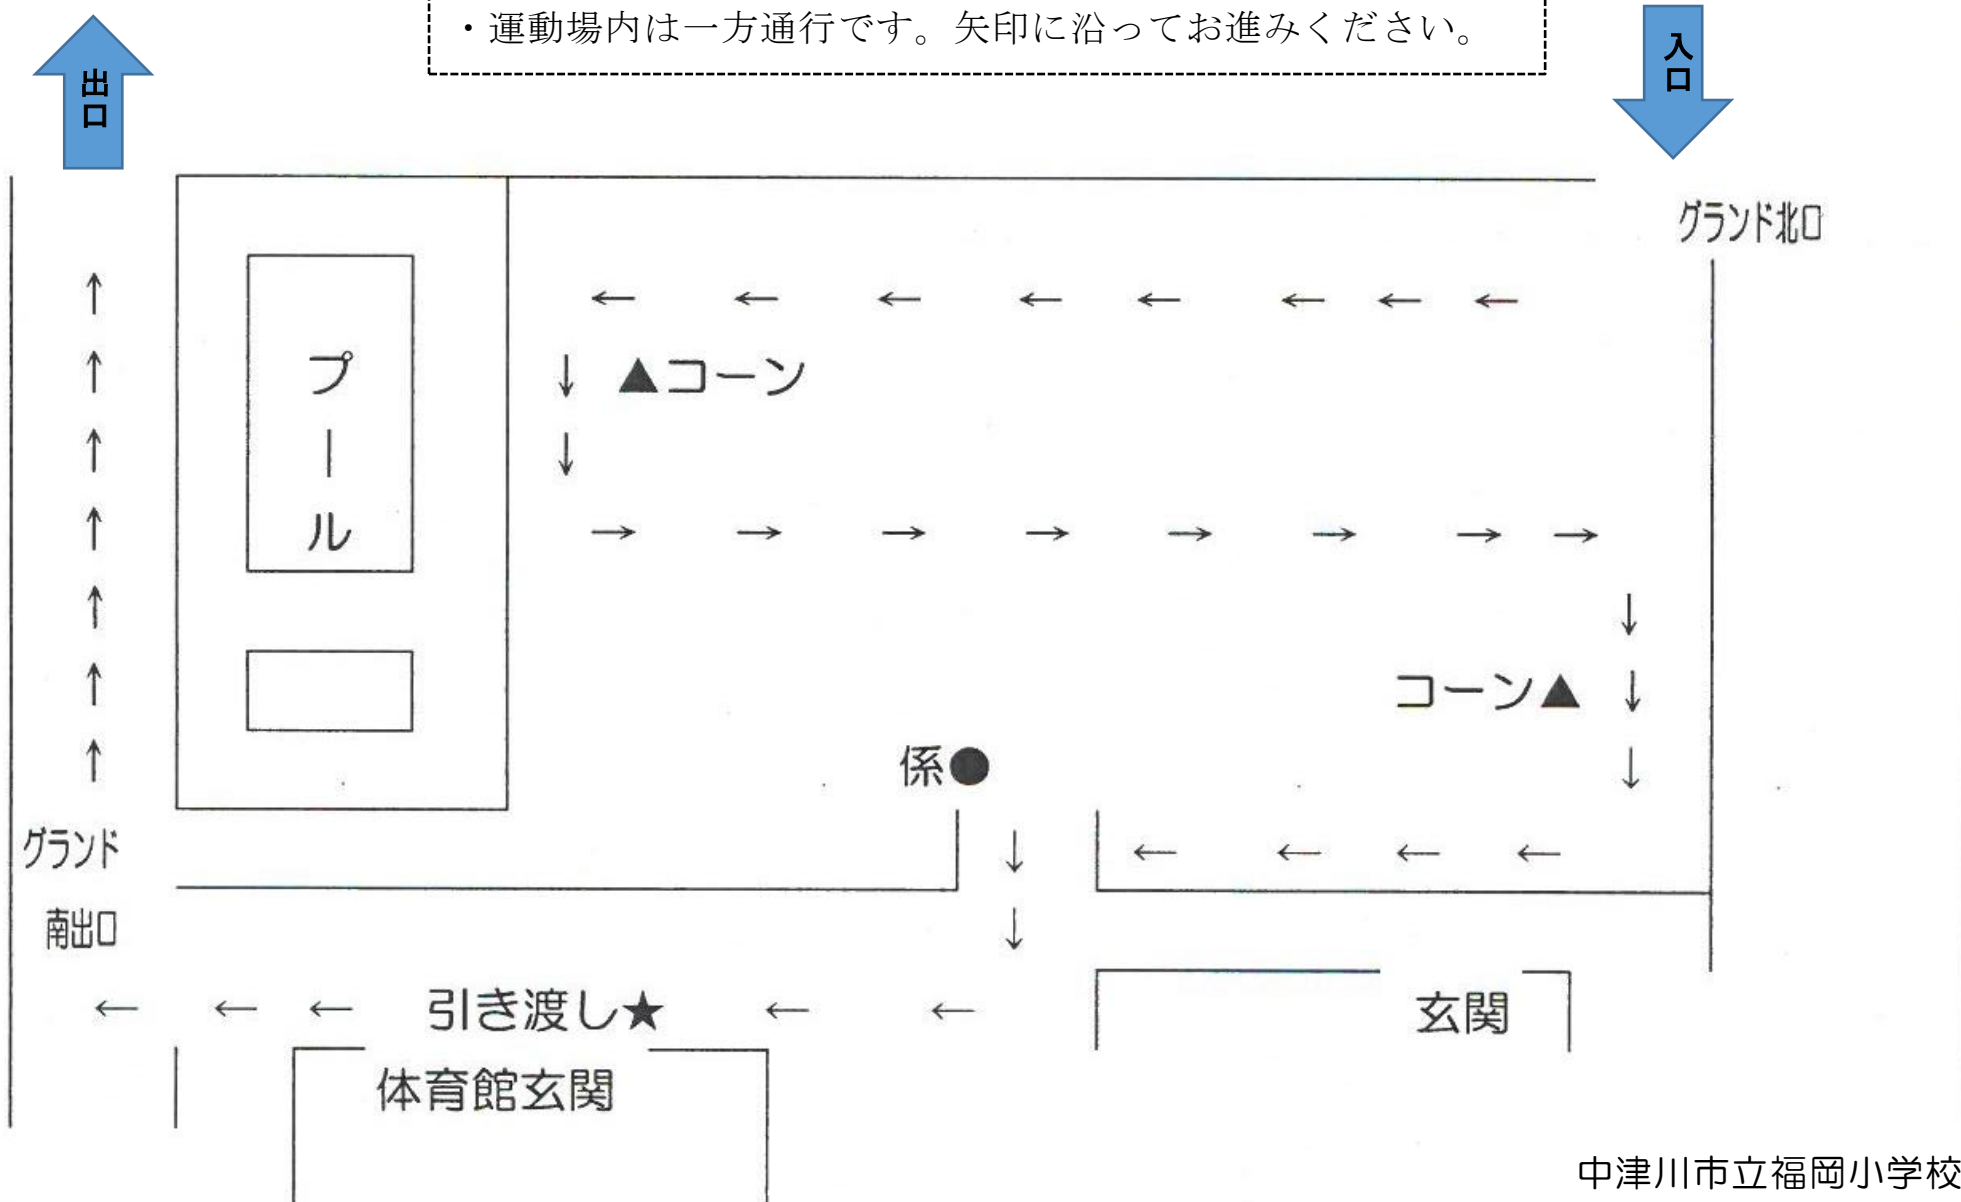 ・運動場内は一方通行です。矢印に沿ってお進みください。
出口
入口
グランド北口
← ← ← ← ← ← ← ←
↑
↑
↑
↑
↑
↑
↑
プール
↓ ▲コーン
↓
→ → → → → → → →
↓
コーン▲ ↓
↓
係●
グランド
南出口
↓ ← ← ← ←
↓
← ← ← 引き渡し★ ← ←
玄関
体育館玄関
中津川市立福岡小学校